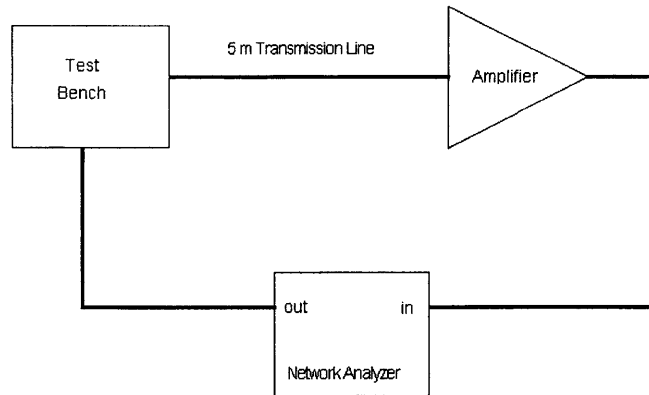 5 m Transmission Line
Test
Bench
Amplifier
out
in
Network Analyzer